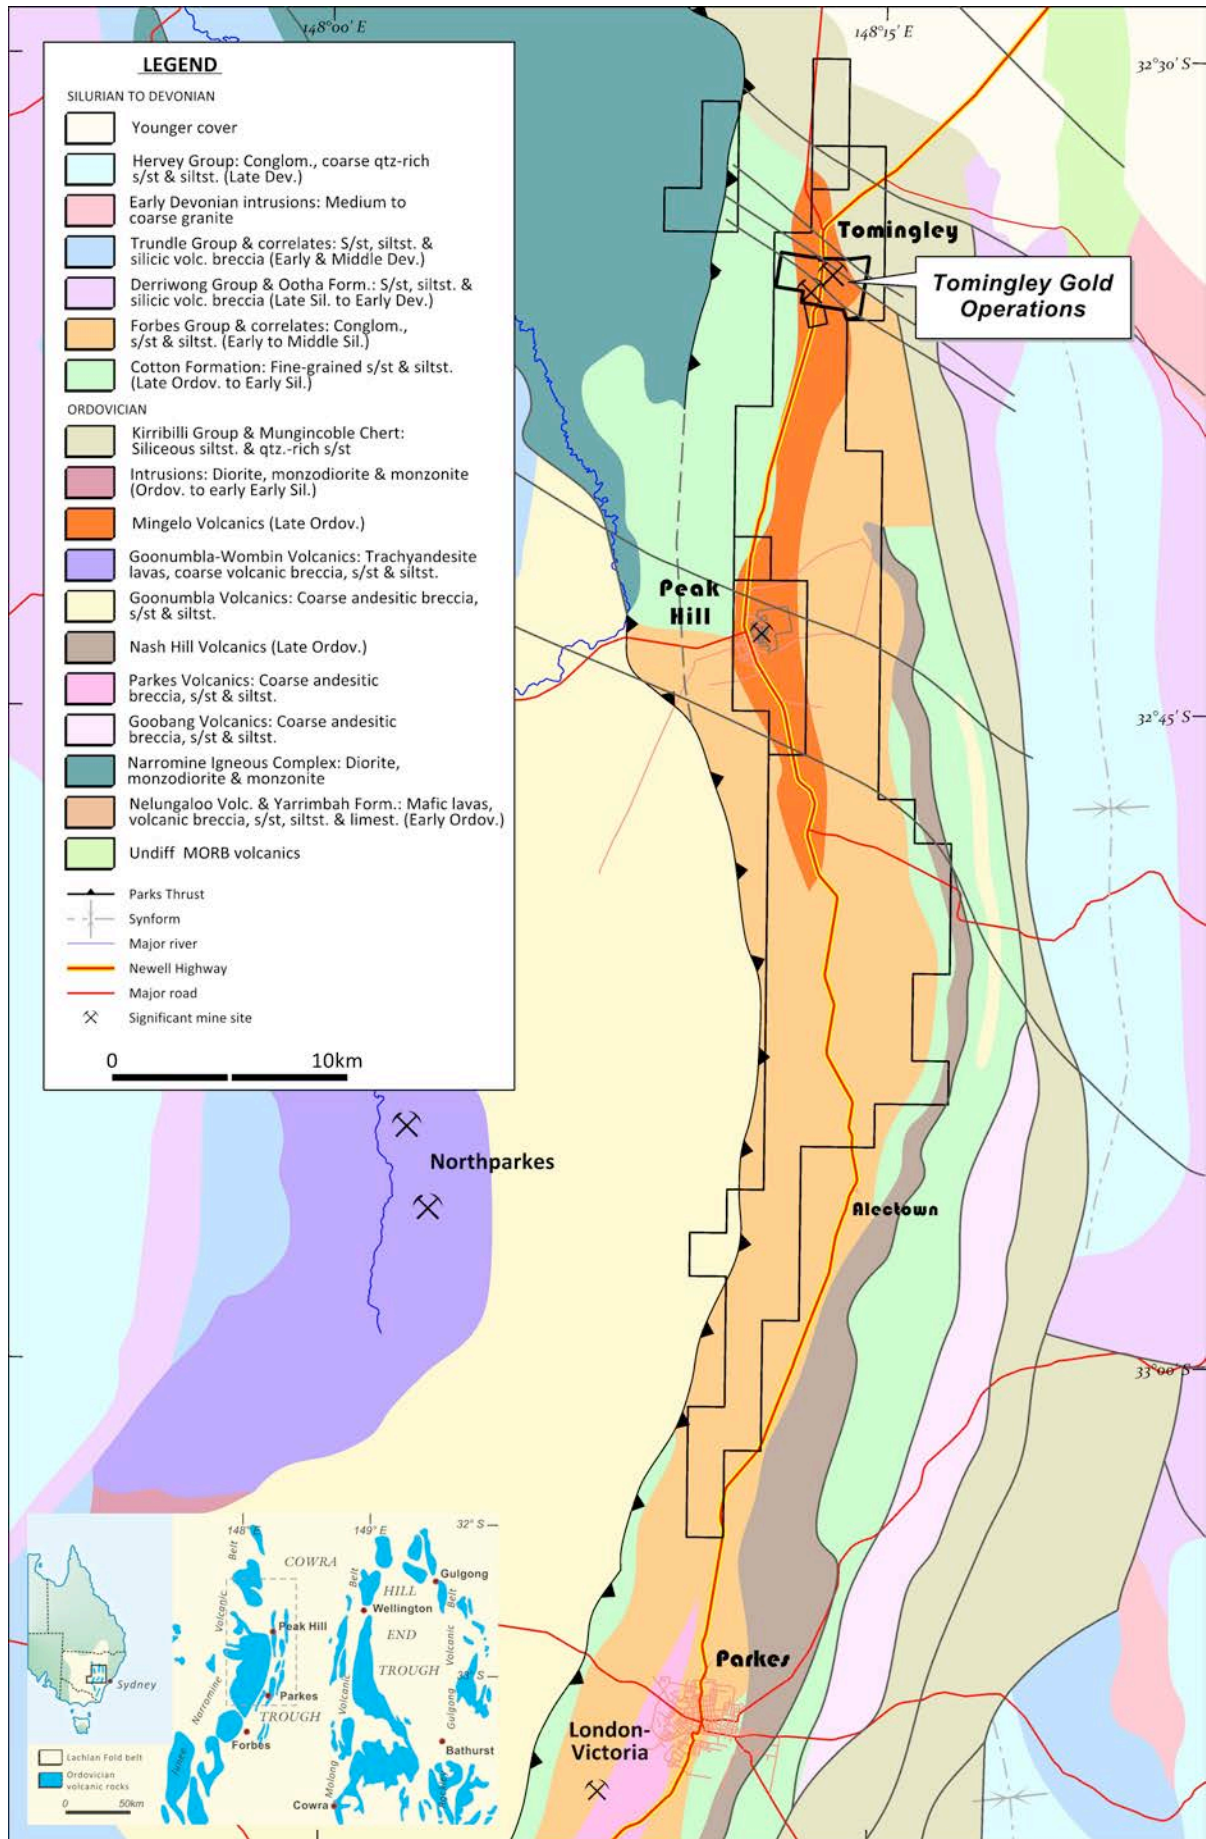 148°00' E
148°15' E
32°30' S
LEGEND
SILURIAN TO DEVONIAN
Younger cover
Hervey Group: Conglom., coarse qtz-rich
s/st & siltst. (Late Dev.)
Early Devonian intrusions: Medium to
coarse granite
Trundle Group & correlates: S/st, siltst. &
silicic volc. breccia (Early & Middle Dev.)
Derriwong Group & Ootha Form.: S/st, siltst. &
silicic volc. breccia (Late Sil. to Early Dev.)
Forbes Group & correlates: Conglom.,
s/st & siltst. (Early to Middle Sil.)
Cotton Formation: Fine-grained s/st & siltst.
(Late Ordov. to Early Sil.)
ORDOVICIAN
Kirribilli Group & Mungincoble Chert:
Siliceous siltst. & qtz.-rich s/st
Intrusions: Diorite, monzodiorite & monzonite
(Ordov. to early Early Sil.)
Mingelo Volcanics (Late Ordov.)
Goonumbla-Wombin Volcanics: Trachyandesite
lavas, coarse volcanic breccia, s/st & siltst.
Goonumbla Volcanics: Coarse andesitic breccia,
s/st & siltst.
Nash Hill Volcanics (Late Ordov.)
Parkes Volcanics: Coarse andesitic
breccia, s/st & siltst.
Goobang Volcanics: Coarse andesitic
breccia, s/st & siltst.
Narromine Igneous Complex: Diorite,
monzodiorite & monzonite
Nelungaloo Volc. & Yarrimbah Form.: Mafic lavas,
volcanic breccia, s/st, siltst. & limest. (Early Ordov.)
Undiff MORB volcanics
Parks Thrust
Synform
Major river
Newell Highway
Major road
Significant mine site
0 10km
Tomingley
Tomingley Gold
Operations
Peak
Hill
32°45' S
Northparkes
Alectown
33°00' S
Parkes
London-
Victoria
148° E
149° E
32° S
COWRA
Belt
Belt
HILL
Gulgong
Belt
Volcanic
Wellington
Peak Hill
END
Volcanic
TROUGH
33° S
Sydney
Narromine
Parkes
TROUGH
Volcanic
Gulgong
Forbes
Bathurst
Junee
Molong
Cowra
Lachlan Fold belt
Ordovician
volcanic rocks
0 50km